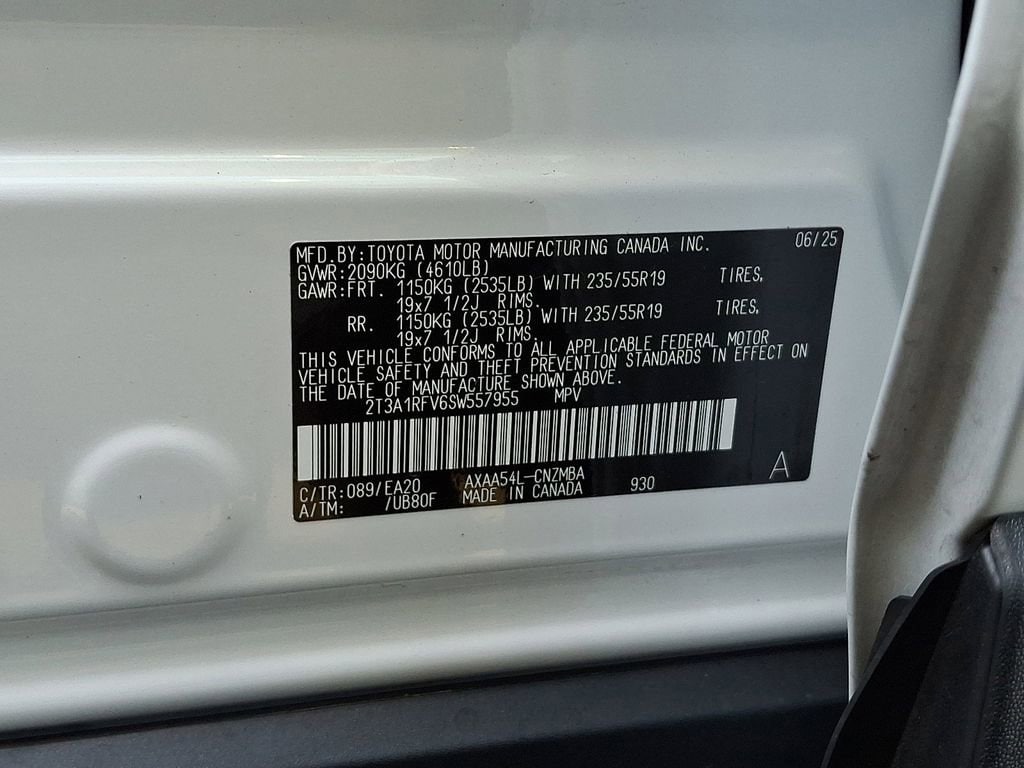 MFD.BY:TOYOTA MOTOR MANUFACTURING CANADA INC. 06/25
GVWR:2090KG (4610LB)
GAWR:FRT. 1150KG (2535LB) WITH 235/55R19 TIRES,
19x7 1/2J RIMS.
RR. 1150KG (2535LB) WITH 235/55R19 TIRES,
19x7 1/2J RIMS.
THIS VEHICLE CONFORMS TO ALL APPLICABLE FEDERAL MOTOR
VEHICLE SAFETY AND THEFT PREVENTION STANDARDS IN EFFECT ON
THE DATE OF MANUFACTURE SHOWN ABOVE.
2T3A1RFV6SW557955 MPV
C/TR:089/EA20 AXAA54L-CNZMBA 930 A
A/TM: /UB80F MADE IN CANADA